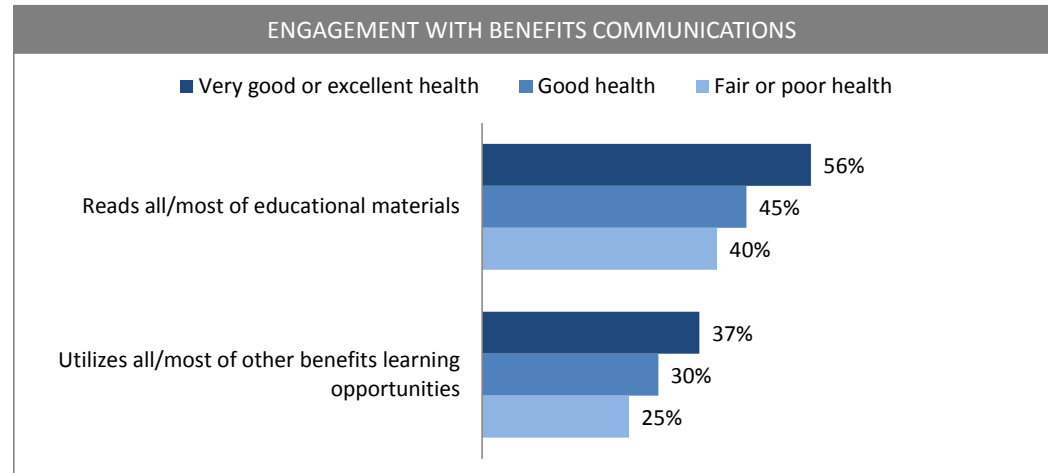 ENGAGEMENT WITH BENEFITS COMMUNICATIONS
Very good or excellent health Good health Fair or poor health
Reads all/most of educational materials
56%
45%
40%
Utilizes all/most of other benefits learning
opportunities
37%
30%
25%